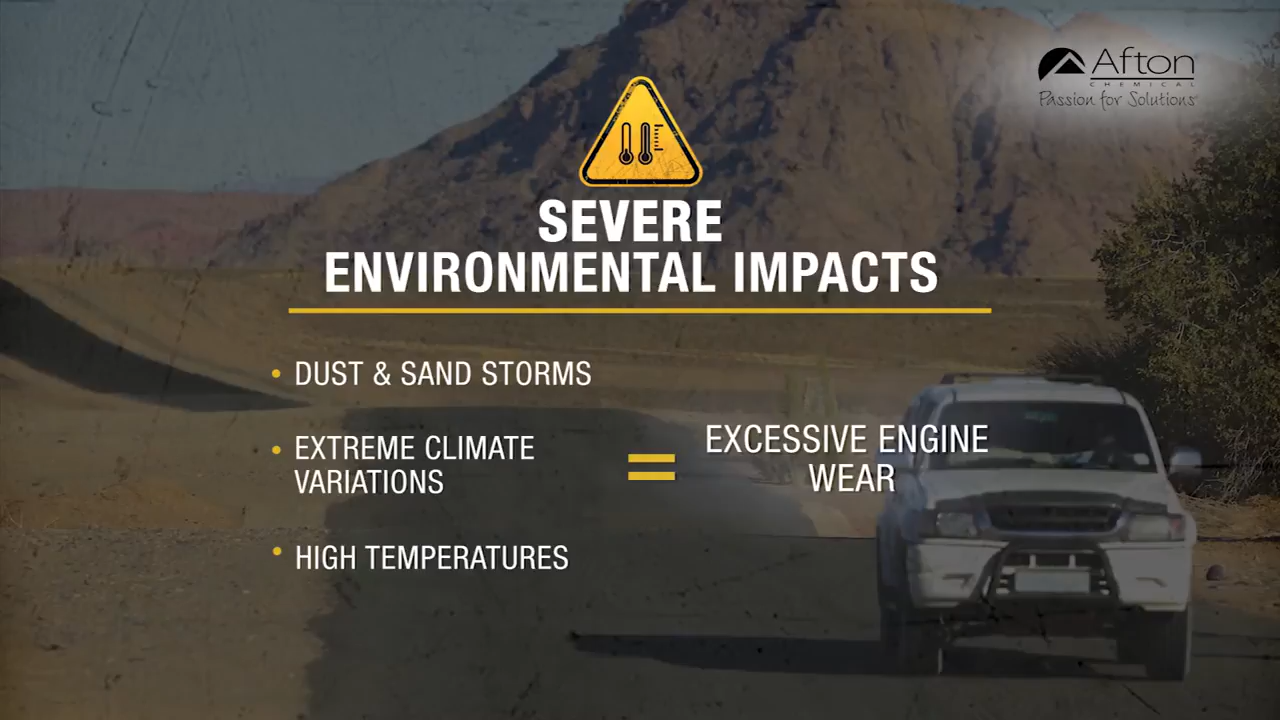 Afton
CHEMICAL
Passion for Solutions
SEVERE
ENVIRONMENTAL IMPACTS
• DUST & SAND STORMS
• EXTREME CLIMATE
VARIATIONS
• HIGH TEMPERATURES
=
EXCESSIVE ENGINE
WEAR